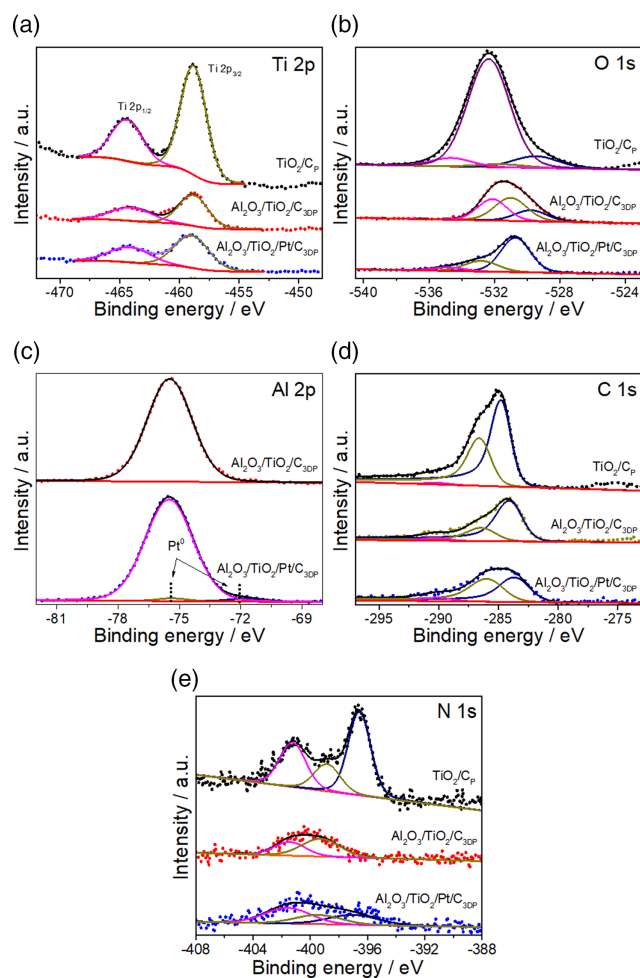 (a)
Ti 2p
Ti 2p1/2
Ti 2p3/2
TiO2/CP
Al2O3/TiO2/C3DP
Al2O3/TiO2/Pt/C3DP
Intensity / a.u.
-470 -465 -460 -455 -450
Binding energy / eV
(b)
O 1s
TiO2/CP
Al2O3/TiO2/C3DP
Al2O3/TiO2/Pt/C3DP
Intensity / a.u.
-540 -536 -532 -528 -524
Binding energy / eV
(c)
Al 2p
Al2O3/TiO2/C3DP
Pt0
Al2O3/TiO2/Pt/C3DP
Intensity / a.u.
-81 -78 -75 -72 -69
Binding energy / eV
(d)
C 1s
TiO2/CP
Al2O3/TiO2/C3DP
Al2O3/TiO2/Pt/C3DP
Intensity / a.u.
-295 -290 -285 -280 -275
Binding energy / eV
(e)
N 1s
TiO2/CP
Al2O3/TiO2/C3DP
Al2O3/TiO2/Pt/C3DP
Intensity / a.u.
-408 -404 -400 -396 -392 -388
Binding energy / eV